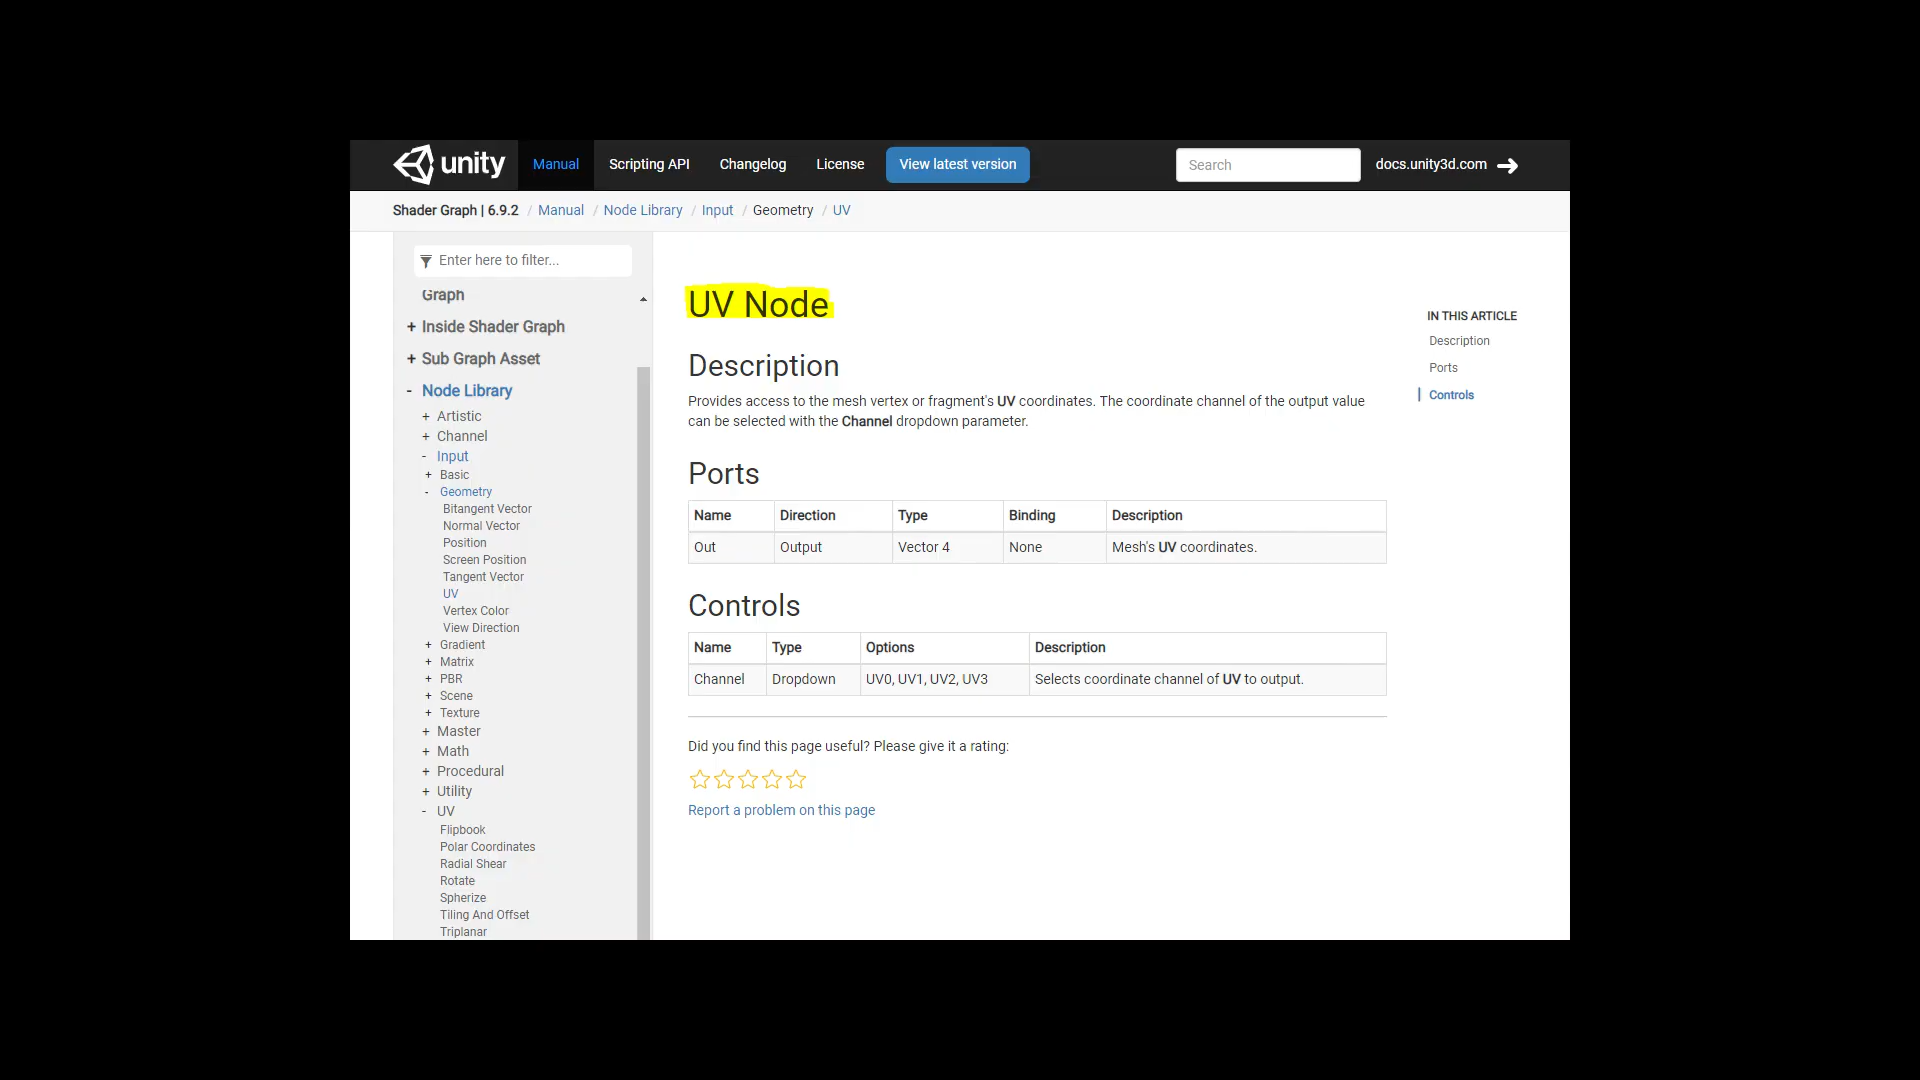 unity Manual Scripting API Changelog License View latest version Search docs.unity3d.com
Shader Graph | 6.9.2 / Manual / Node Library / Input / Geometry / UV
Enter here to filter...
Graph
+ Inside Shader Graph
+ Sub Graph Asset
- Node Library
+ Artistic
+ Channel
- Input
+ Basic
- Geometry
Bitangent Vector
Normal Vector
Position
Screen Position
Tangent Vector
UV
Vertex Color
View Direction
+ Gradient
+ Matrix
+ PBR
+ Scene
+ Texture
+ Master
+ Math
+ Procedural
+ Utility
- UV
Flipbook
Polar Coordinates
Radial Shear
Rotate
Spherize
Tiling And Offset
Triplanar
UV Node
Description
Provides access to the mesh vertex or fragment's UV coordinates. The coordinate channel of the output value
can be selected with the Channel dropdown parameter.
Ports
Name Direction Type Binding Description
Out Output Vector 4 None Mesh's UV coordinates.
Controls
Name Type Options Description
Channel Dropdown UV0, UV1, UV2, UV3 Selects coordinate channel of UV to output.
Did you find this page useful? Please give it a rating:
Report a problem on this page
IN THIS ARTICLE
Description
Ports
Controls